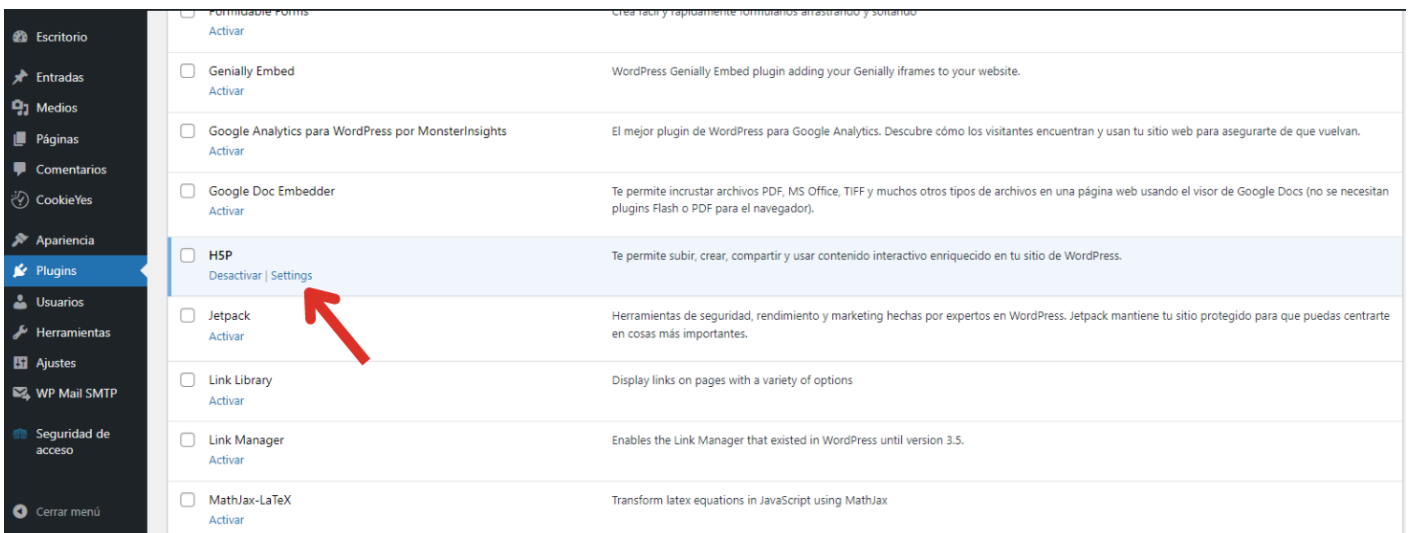 Escritorio
Entradas
Medios
Páginas
Comentarios
CookieYes
Apariencia
Plugins
Usuarios
Herramientas
Ajustes
WP Mail SMTP
Seguridad de
acceso
Cerrar menú
Formidable Forms
Crea fácil y rápidamente formularios arrastrando y soltando
Activar
Genially Embed
WordPress Genially Embed plugin adding your Genially iframes to your website.
Activar
Google Analytics para WordPress por MonsterInsights
El mejor plugin de WordPress para Google Analytics. Descubre cómo los visitantes encuentran y usan tu sitio web para asegurarte de que vuelvan.
Activar
Google Doc Embedder
Te permite incrustar archivos PDF, MS Office, TIFF y muchos otros tipos de archivos en una página web usando el visor de Google Docs (no se necesitan
plugins Flash o PDF para el navegador).
Activar
H5P
Te permite subir, crear, compartir y usar contenido interactivo enriquecido en tu sitio de WordPress.
Desactivar | Settings
Jetpack
Herramientas de seguridad, rendimiento y marketing hechas por expertos en WordPress. Jetpack mantiene tu sitio protegido para que puedas centrarte
en cosas más importantes.
Activar
Link Library
Display links on pages with a variety of options
Activar
Link Manager
Enables the Link Manager that existed in WordPress until version 3.5.
Activar
MathJax-LaTeX
Transform latex equations in JavaScript using MathJax
Activar